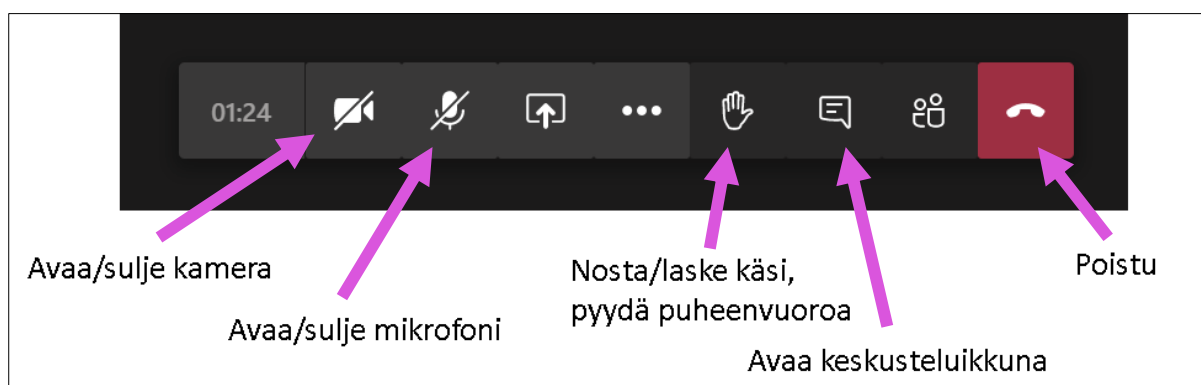 01:24
Avaa/sulje kamera
Avaa/sulje mikrofoni
Nosta/laske käsi,
pyydä puheenvuoroa
Avaa keskusteluikkuna
Poistu